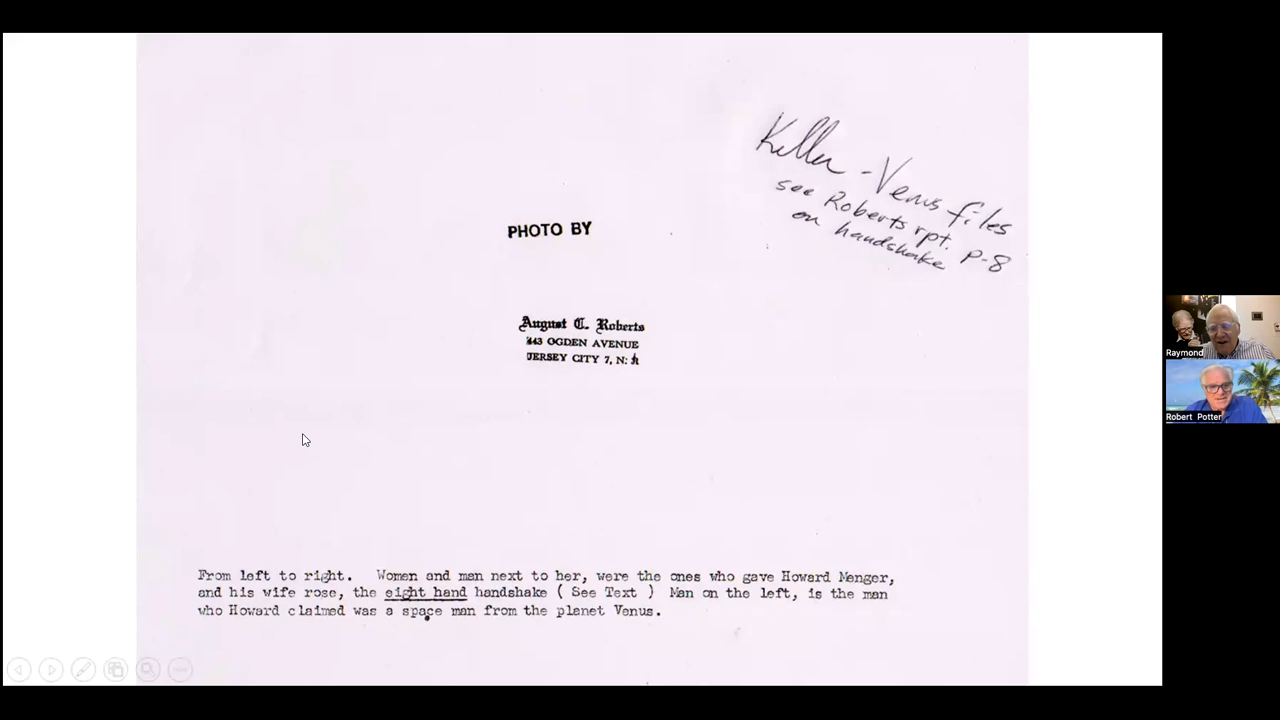 Keller - Venus files
see Roberts rpt. P-8
on handshake
PHOTO BY
August C. Roberts
443 OGDEN AVENUE
JERSEY CITY 7, N.
From left to right. Women and man next to her, were the ones who gave Howard Menger,
and his wife rose, the eight hand handshake ( See Text ) Man on the left, is the man
who Howard claimed was a space man from the planet Venus.
Raymond
Robert Potter